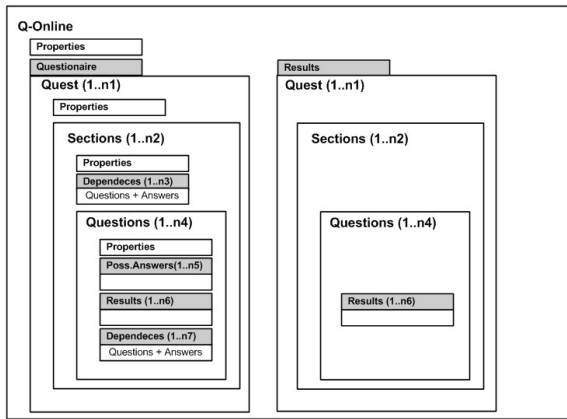 Q-Online
Properties
Questionaire
Quest (1..n1)
Properties
Sections (1..n2)
Properties
Dependeces (1..n3)
Questions + Answers
Questions (1..n4)
Properties
Poss.Answers(1..n5)
Results (1..n6)
Dependeces (1..n7)
Questions + Answers
Results
Quest (1..n1)
Sections (1..n2)
Questions (1..n4)
Results (1..n6)